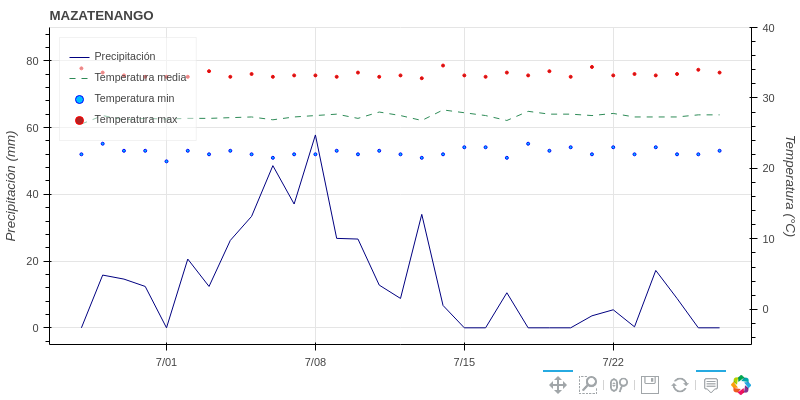 MAZATENANGO
Precipitación
Temperatura media
Temperatura min
Temperatura max
Precipitación (mm)
80
60
40
20
0
40
30
20
10
0
Temperatura (°C)
7/01
7/08
7/15
7/22